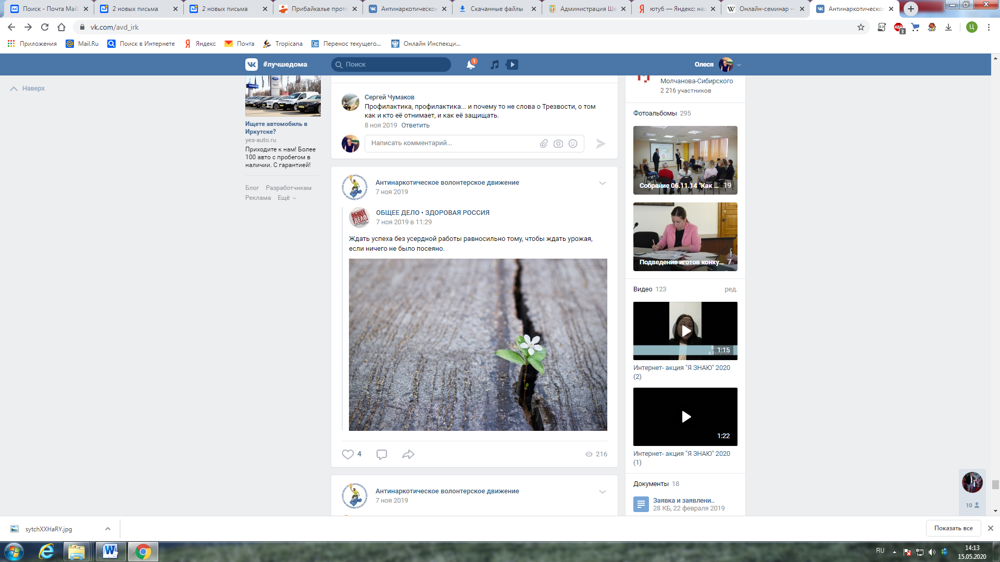 Поиск - Почта Mail
2 новых письма
2 новых письма
Прибайкалье проти
Антинаркотическое
Скачанные файлы
Администрация Ше
ютуб — Яндекс: на
Онлайн-семинар —
Антинаркотическое
vk.com/avd_irk
3
Ц
Приложения
Mail.Ru
Поиск в Интернете
Яндекс
Почта
Tropicana
Перенос текущего...
Онлайн Инспекци...
#лучшедома
Поиск
1
Олеся
Наверх
Ищете автомобиль в
Иркутске?
yes-auto.ru
Приходите к нам! Более
100 авто с пробегом в
наличии. С гарантией!
Блог Разработчикам
Реклама Ещё
Сергей Чумаков
Профилактика, профилактика... и почему то не слова о Трезвости, о том
как и кто её отнимает, и как её защищать.
8 ноя 2019 Ответить
Написать комментарий...
Антинаркотическое волонтерское движение
7 ноя 2019
ОБЩЕЕ ДЕЛО
ОБЩЕЕ ДЕЛО • ЗДОРОВАЯ РОССИЯ
7 ноя 2019 в 11:29
Ждать успеха без усердной работы равносильно тому, чтобы ждать урожая,
если ничего не было посеяно.
4
216
Антинаркотическое волонтерское движение
7 ноя 2019
Молчанова-Сибирского
2 216 участников
Фотоальбомы 295
Собрание 06.11.14 "Как ... 19
Подведение иготов конку... 7
Видео 123 ред.
1:15
Интернет- акция "Я ЗНАЮ" 2020
(2)
1:22
Интернет- акция "Я ЗНАЮ" 2020
(1)
Документы 18
Заявка и заявлени..
28 КБ, 22 февраля 2019
10
sytchXXHaRY.jpg
Показать все
RU
14:13
15.05.2020